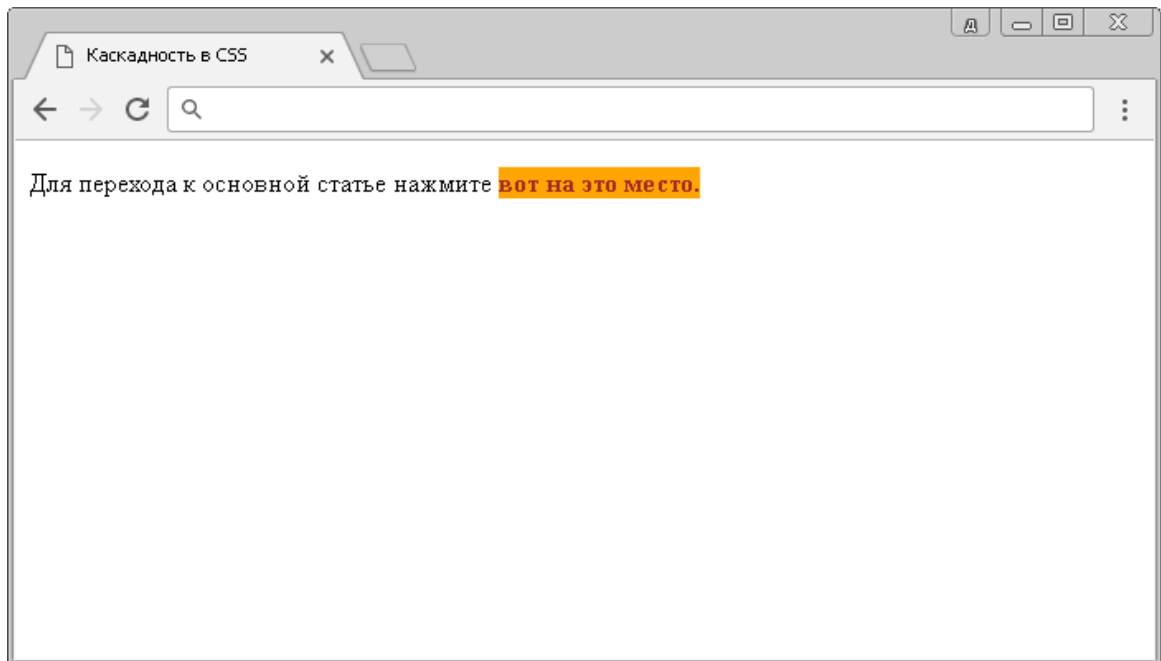 Д
Каскадность в CSS
Для перехода к основной статье нажмите вот на это место.